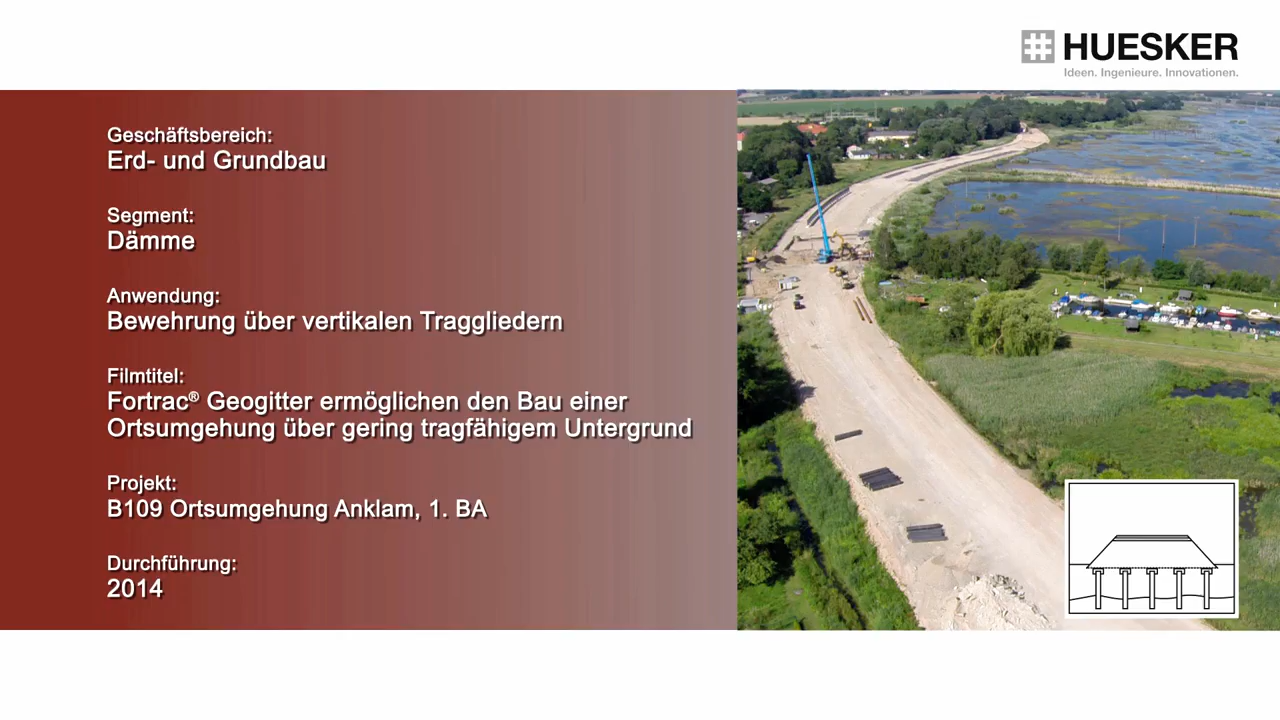 HUESKER
Ideen. Ingenieure. Innovationen.
Geschäftsbereich:
Erd- und Grundbau
Segment:
Dämme
Anwendung:
Bewehrung über vertikalen Traggliedern
Filmtitel:
Fortrac® Geogitter ermöglichen den Bau einer
Ortsumgehung über gering tragfähigem Untergrund
Projekt:
B109 Ortsumgehung Anklam, 1. BA
Durchführung:
2014